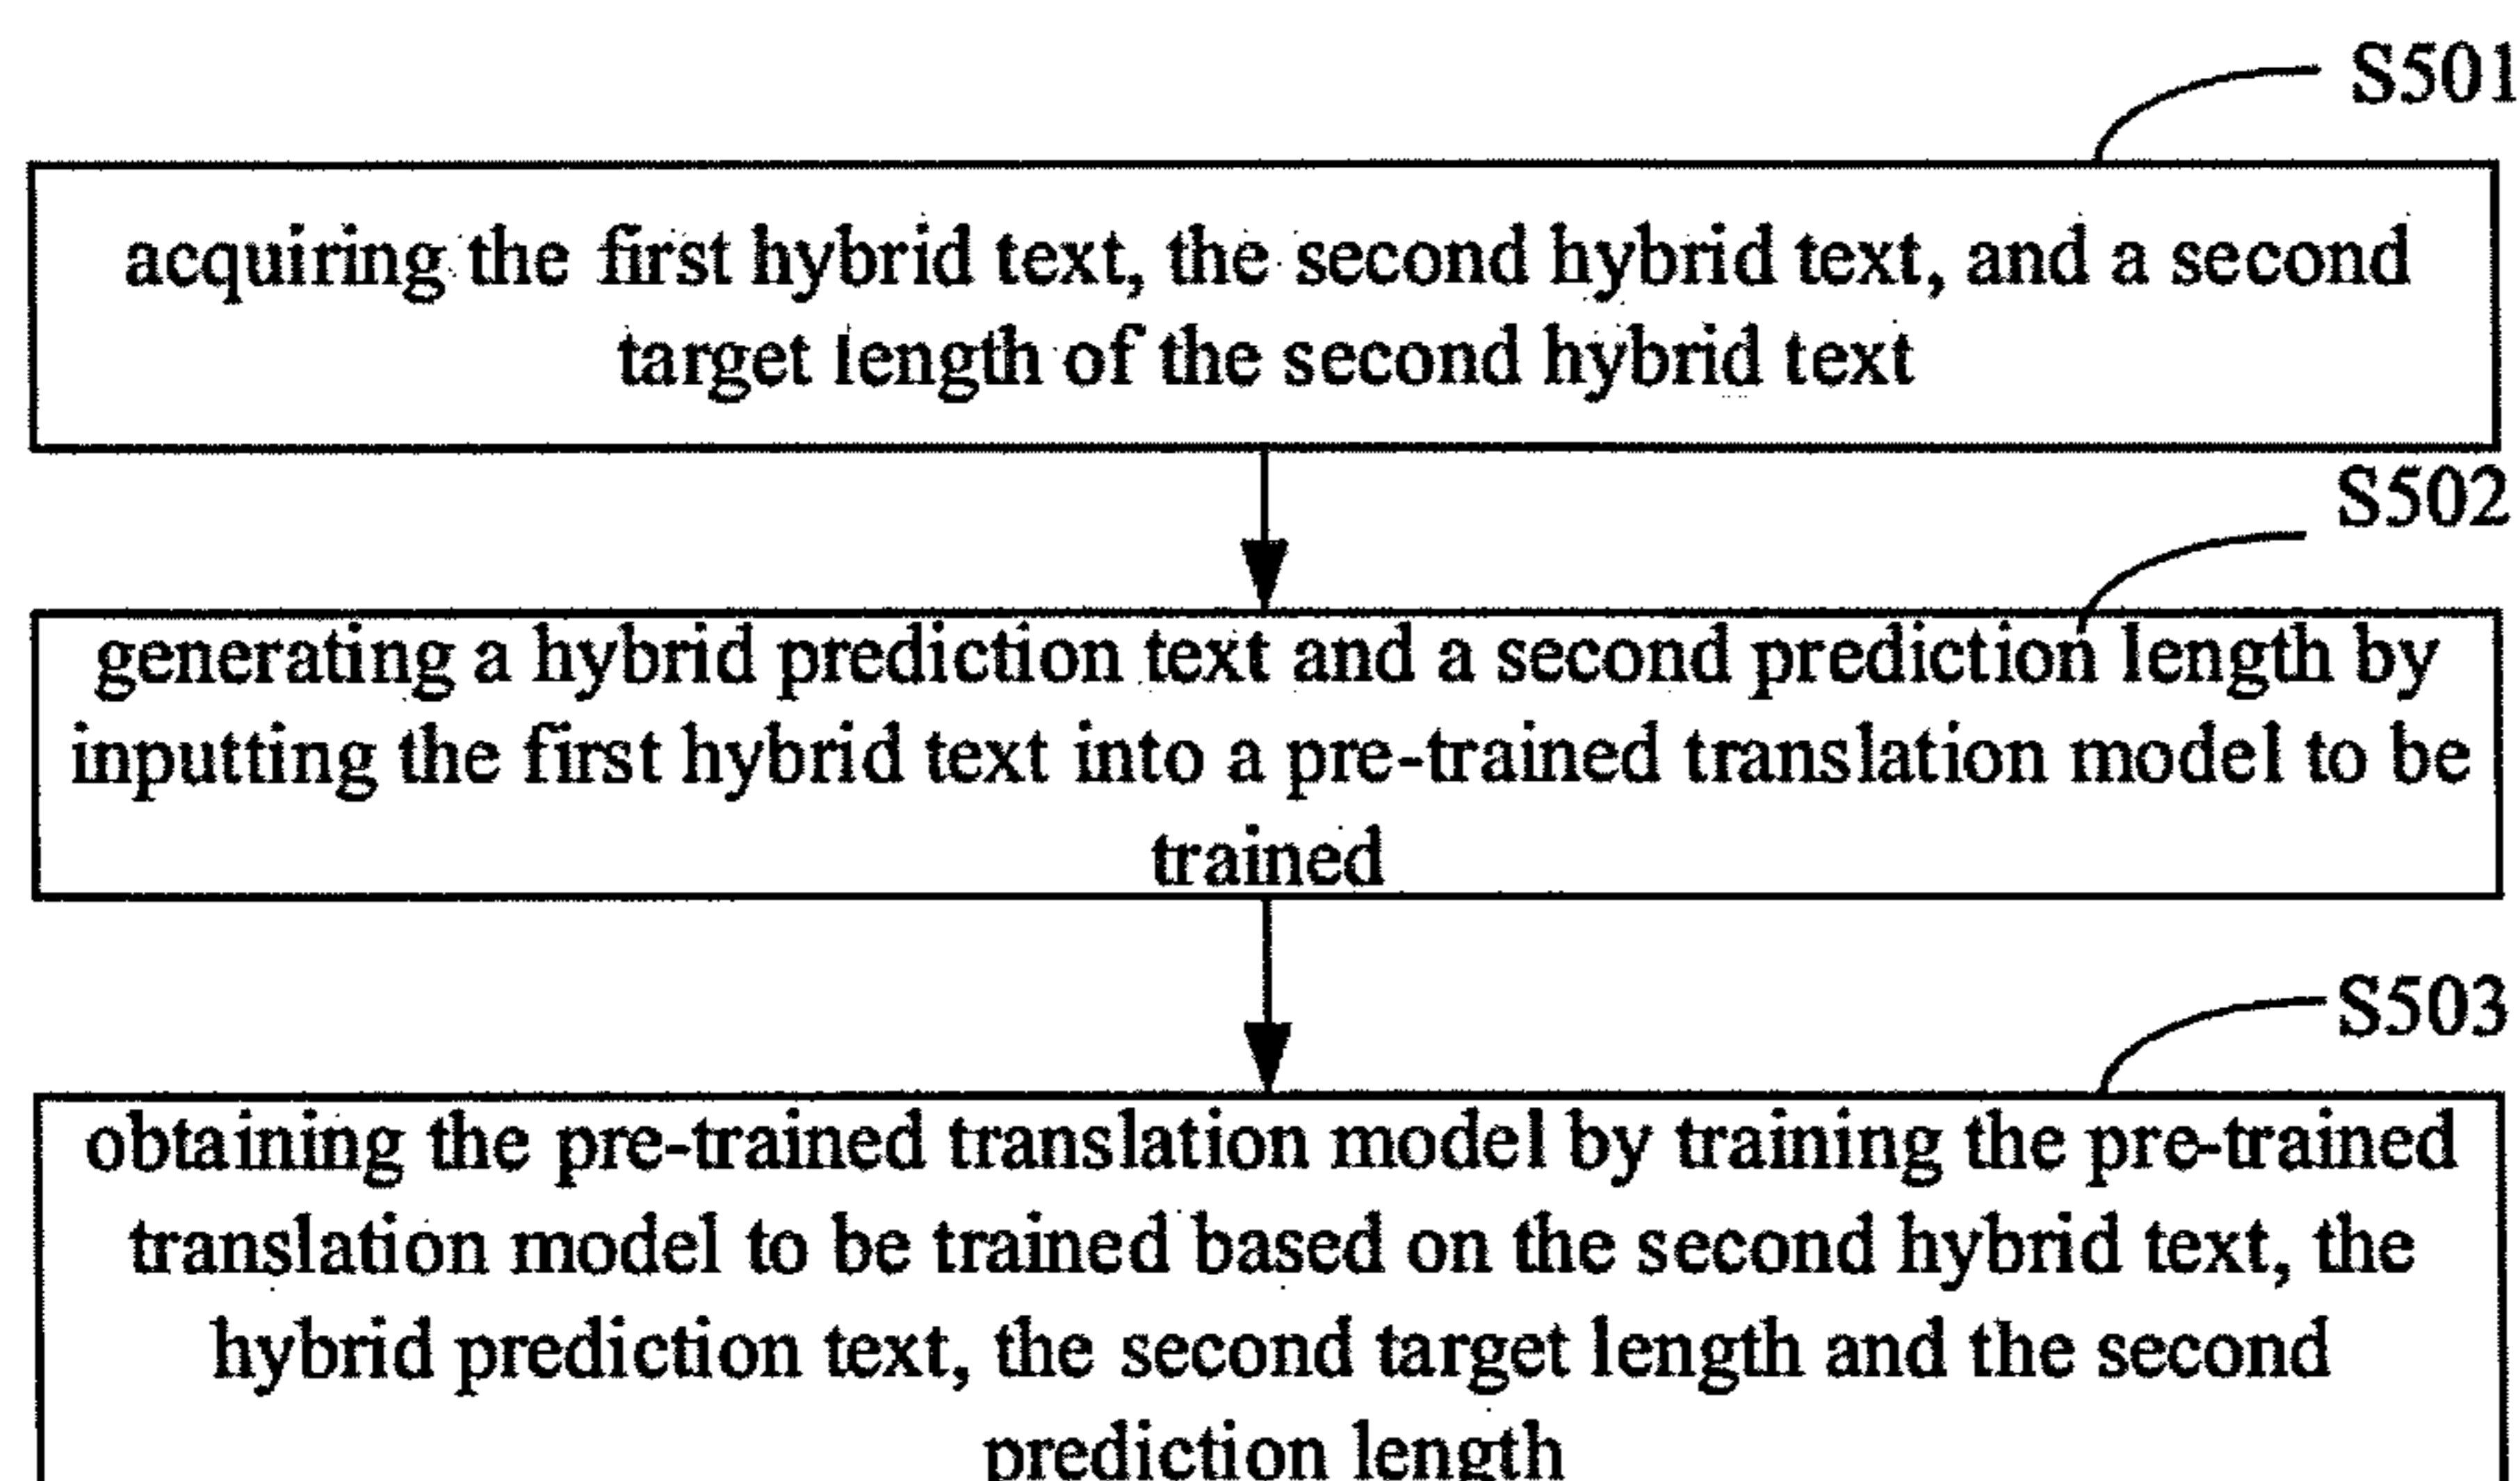 S501
acquiring the first hybrid text, the second hybrid text, and a second
target length of the second hybrid text
S502
generating a hybrid prediction text and a second prediction length by
inputting the first hybrid text into a pre-trained translation model to be
trained
S503
obtaining the pre-trained translation model by training the pre-trained
translation model to be trained based on the second hybrid text, the
hybrid prediction text, the second target length and the second
prediction length